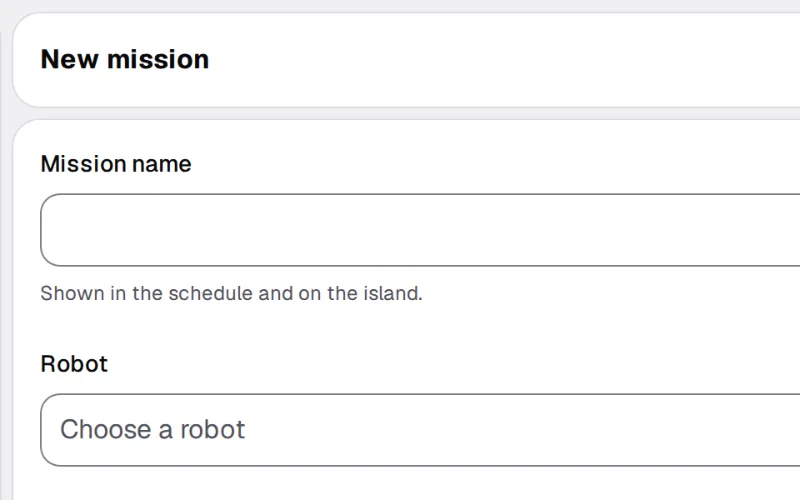 New mission
Mission name
Shown in the schedule and on the island.
Robot
Choose a robot